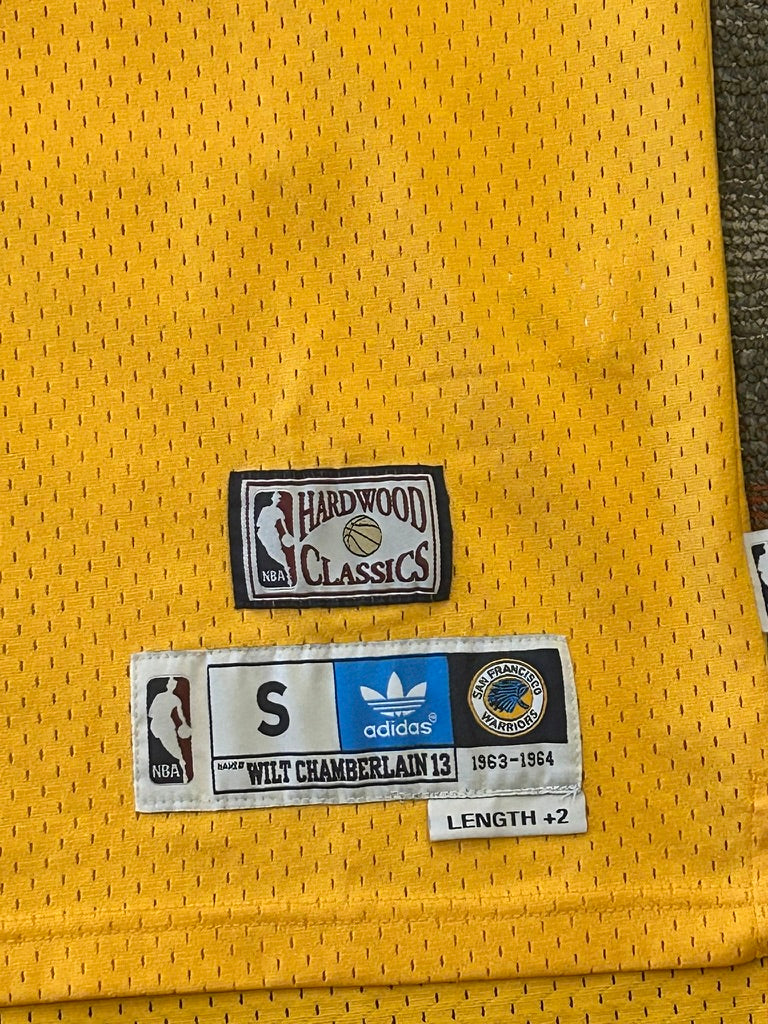 HARDWOOD
CLASSICS
NBA
S
adidas
SAN FRANCISCO
WARRIORS
NBA
WILT CHAMBERLAIN 13
1963-1964
LENGTH +2